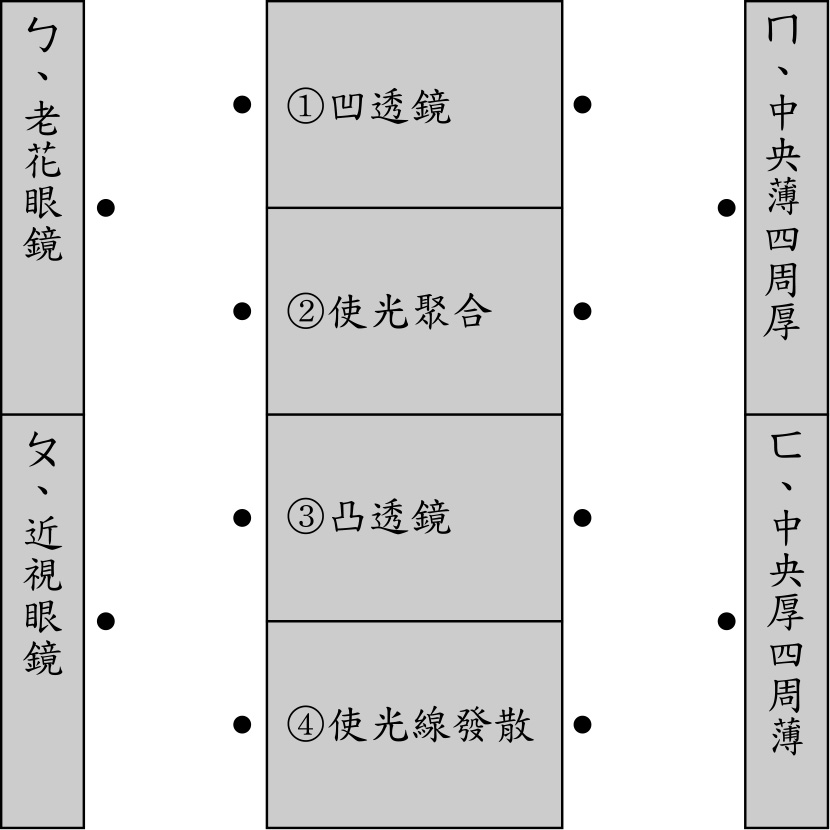 ㄅ、老花眼鏡
ㄆ、近視眼鏡
①凹透鏡
②使光聚合
③凸透鏡
④使光線發散
ㄇ、中央薄四周厚
ㄈ、中央厚四周薄